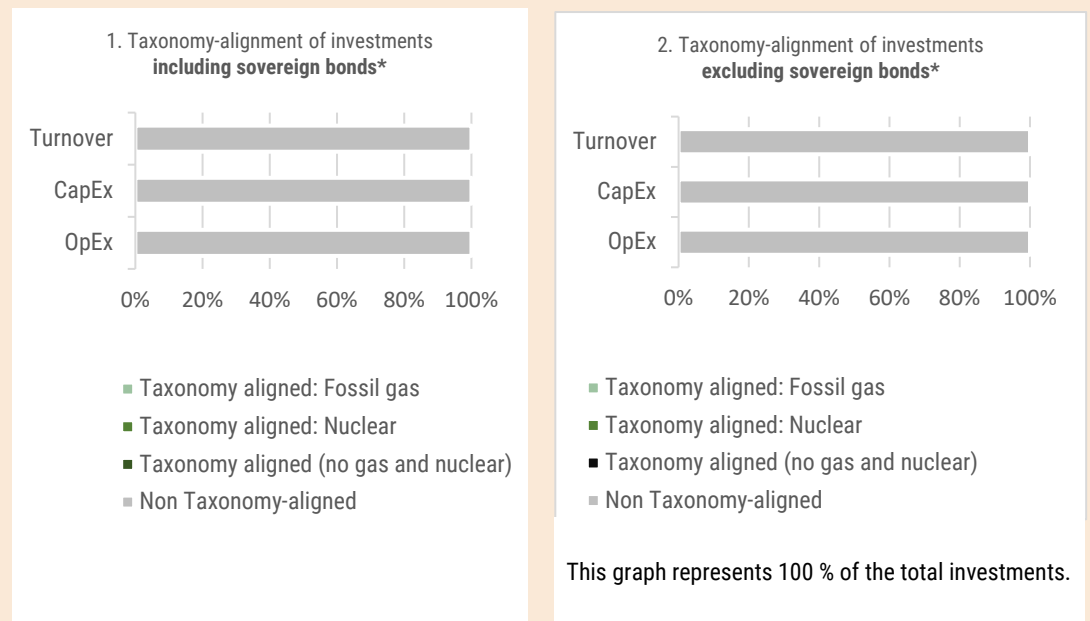 1. Taxonomy-alignment of investments
including sovereign bonds*
Turnover
CapEx
OpEx
0% 20% 40% 60% 80% 100%
Taxonomy aligned: Fossil gas
Taxonomy aligned: Nuclear
Taxonomy aligned (no gas and nuclear)
Non Taxonomy-aligned
2. Taxonomy-alignment of investments
excluding sovereign bonds*
Turnover
CapEx
OpEx
0% 20% 40% 60% 80% 100%
Taxonomy aligned: Fossil gas
Taxonomy aligned: Nuclear
Taxonomy aligned (no gas and nuclear)
Non Taxonomy-aligned
This graph represents 100 % of the total investments.